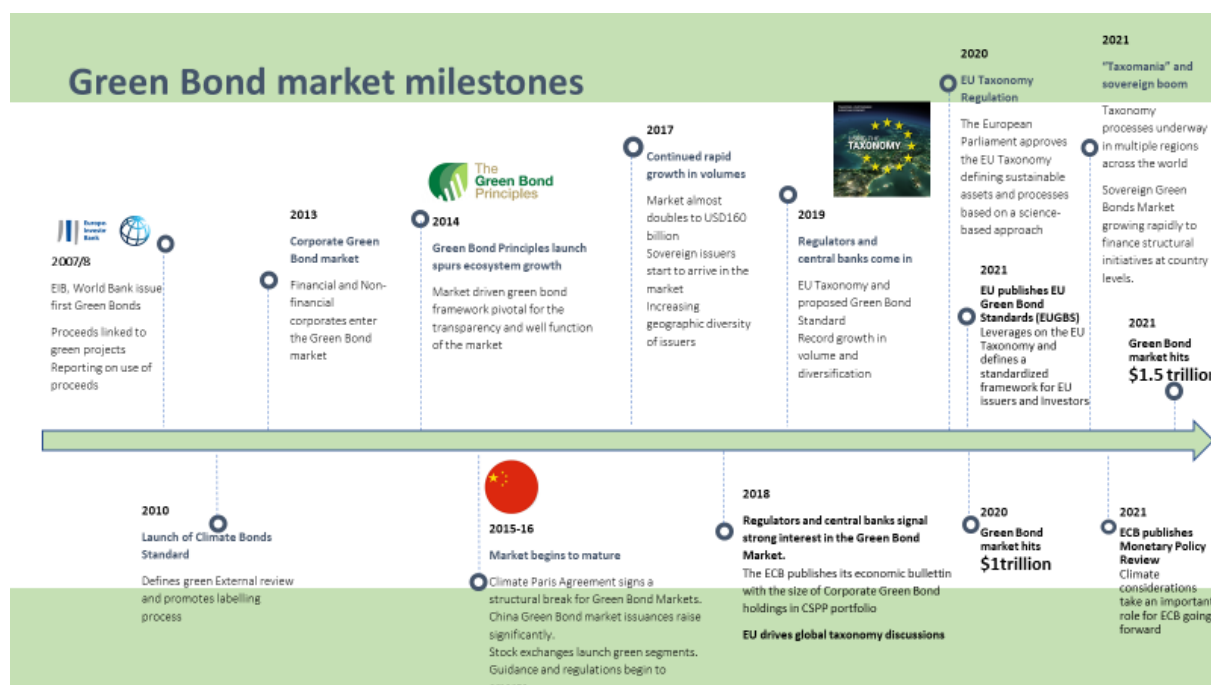 Green Bond market milestones
2007/8
EIB, World Bank issue
first Green Bonds
Proceeds linked to
green projects
Reporting on use of
proceeds
2013
Corporate Green
Bond market
Financial and Non-
financial
corporates enter
the Green Bond
market
The
Green Bond
Principles
2014
Green Bond Principles launch
spurs ecosystem growth
Market driven green bond
framework pivotal for the
transparency and well function
of the market
2017
Continued rapid
growth in volumes
Market almost
doubles to USD160
billion
Sovereign issuers
start to arrive in the
market
Increasing
geographic diversity
of issuers
TAXONOMY
2019
Regulators and
central banks come in
EU Taxonomy and
proposed Green Bond
Standard
Record growth in
volume and
diversification
2020
EU Taxonomy
Regulation
The European
Parliament approves
the EU Taxonomy
defining sustainable
assets and processes
based on a science-
based approach
2021
EU publishes EU
Green Bond
Standards (EUGBS)
Leverages on the EU
Taxonomy and
defines a
standardized
framework for EU
issuers and Investors
2021
"Taxomania" and
sovereign boom
Taxonomy
processes underway
in multiple regions
across the world
Sovereign Green
Bonds Market
growing rapidly to
finance structural
initiatives at country
levels.
2021
Green Bond
market hits
$1.5 trillion
2010
Launch of Climate Bonds
Standard
Defines green External review
and promotes labelling
process
2015-16
Market begins to mature
Climate Paris Agreement signs a
structural break for Green Bond Markets.
China Green Bond market issuances raise
significantly.
Stock exchanges launch green segments.
Guidance and regulations begin to
2018
Regulators and central banks signal
strong interest in the Green Bond
Market.
The ECB publishes its economic bullettin
with the size of Corporate Green Bond
holdings in CSPP portfolio
EU drives global taxonomy discussions
2020
Green Bond
market hits
$1trillion
2021
ECB publishes
Monetary Policy
Review
Climate
considerations
take an important
role for ECB going
forward